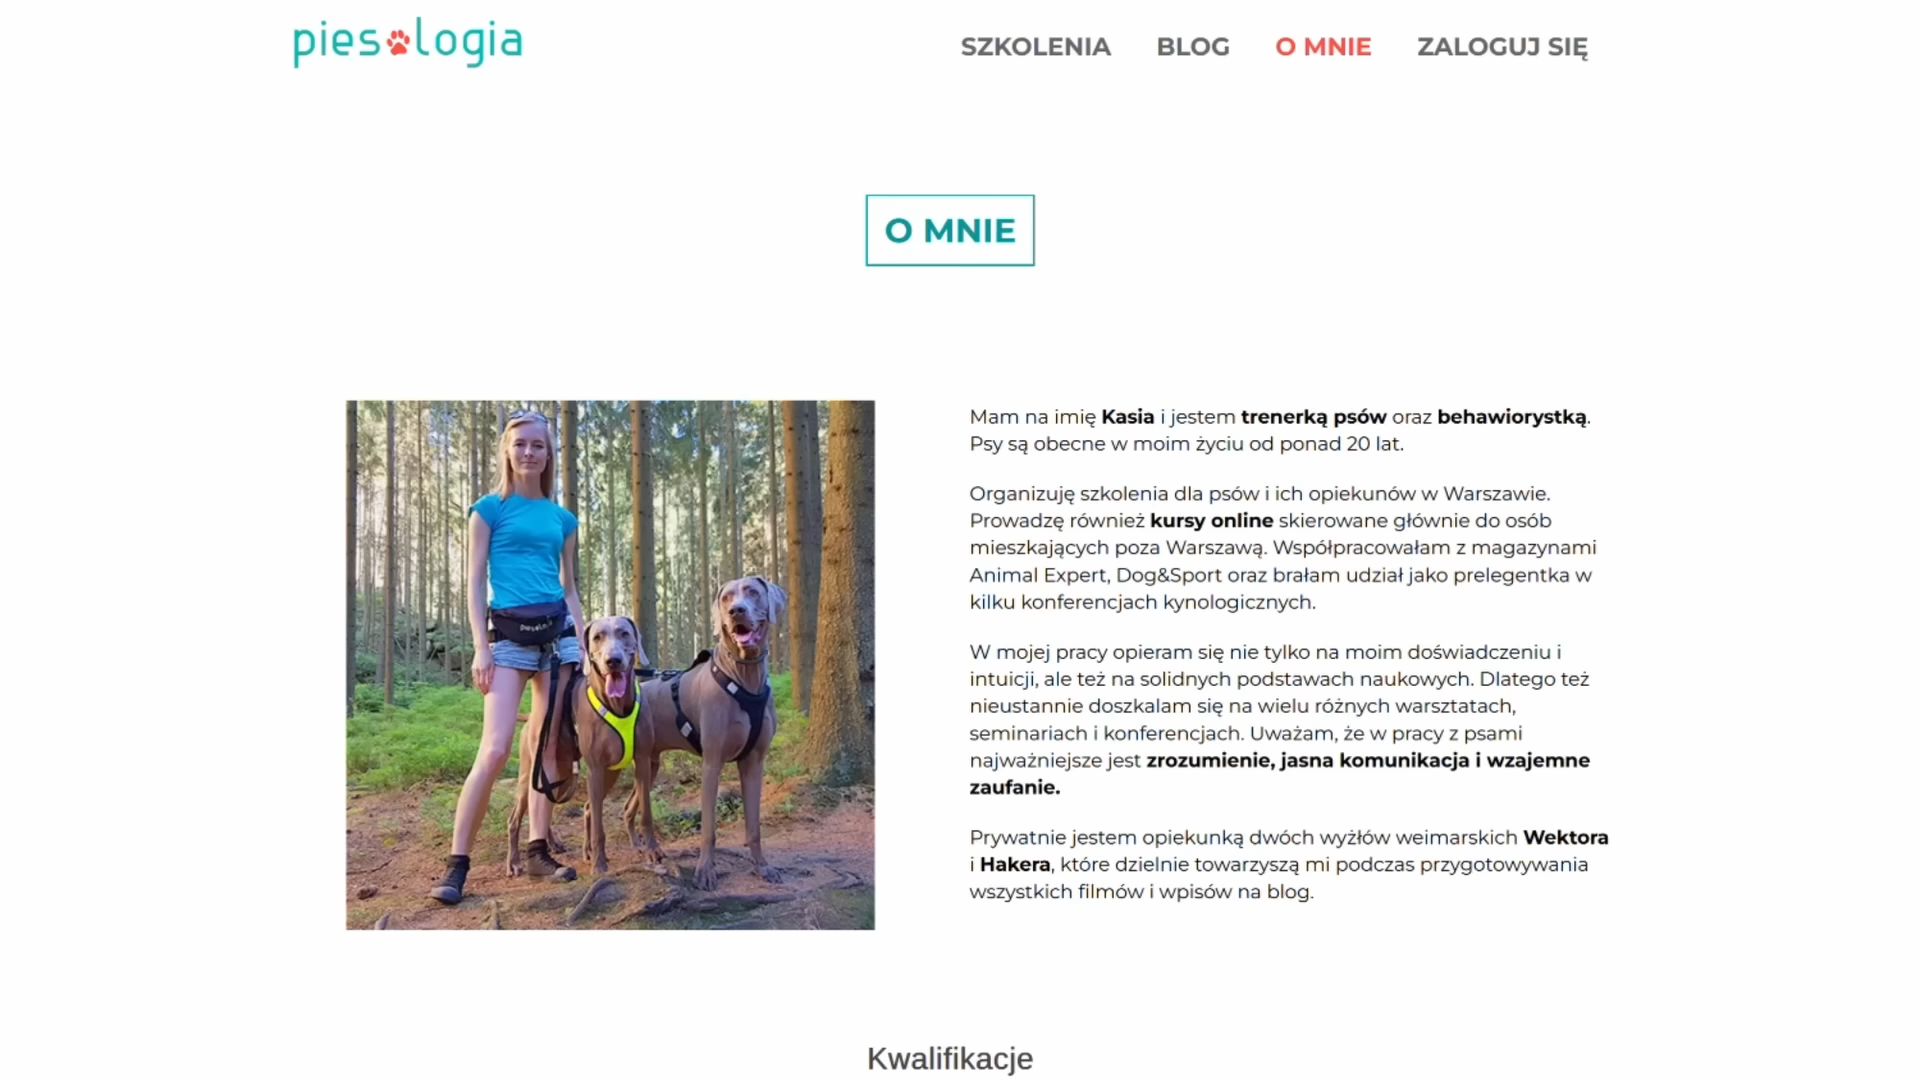 piesologia
SZKOLENIA BLOG O MNIE ZALOGUJ SIĘ
O MNIE
Mam na imię Kasia i jestem trenerką psów oraz behawiorystką.
Psy są obecne w moim życiu od ponad 20 lat.
Organizuję szkolenia dla psów i ich opiekunów w Warszawie.
Prowadzę również kursy online skierowane głównie do osób
mieszkających poza Warszawą. Współpracowałam z magazynami
Animal Expert, Dog&Sport oraz brałam udział jako prelegentka w
kilku konferencjach kynologicznych.
W mojej pracy opieram się nie tylko na moim doświadczeniu i
intuicji, ale też na solidnych podstawach naukowych. Dlatego też
nieustannie doszkalam się na wielu różnych warsztatach,
seminariach i konferencjach. Uważam, że w pracy z psami
najważniejsze jest zrozumienie, jasna komunikacja i wzajemne
zaufanie.
Prywatnie jestem opiekunką dwóch wyżłów weimarskich Wektora
i Hakera, które dzielnie towarzyszą mi podczas przygotowywania
wszystkich filmów i wpisów na blog.
Kwalifikacje